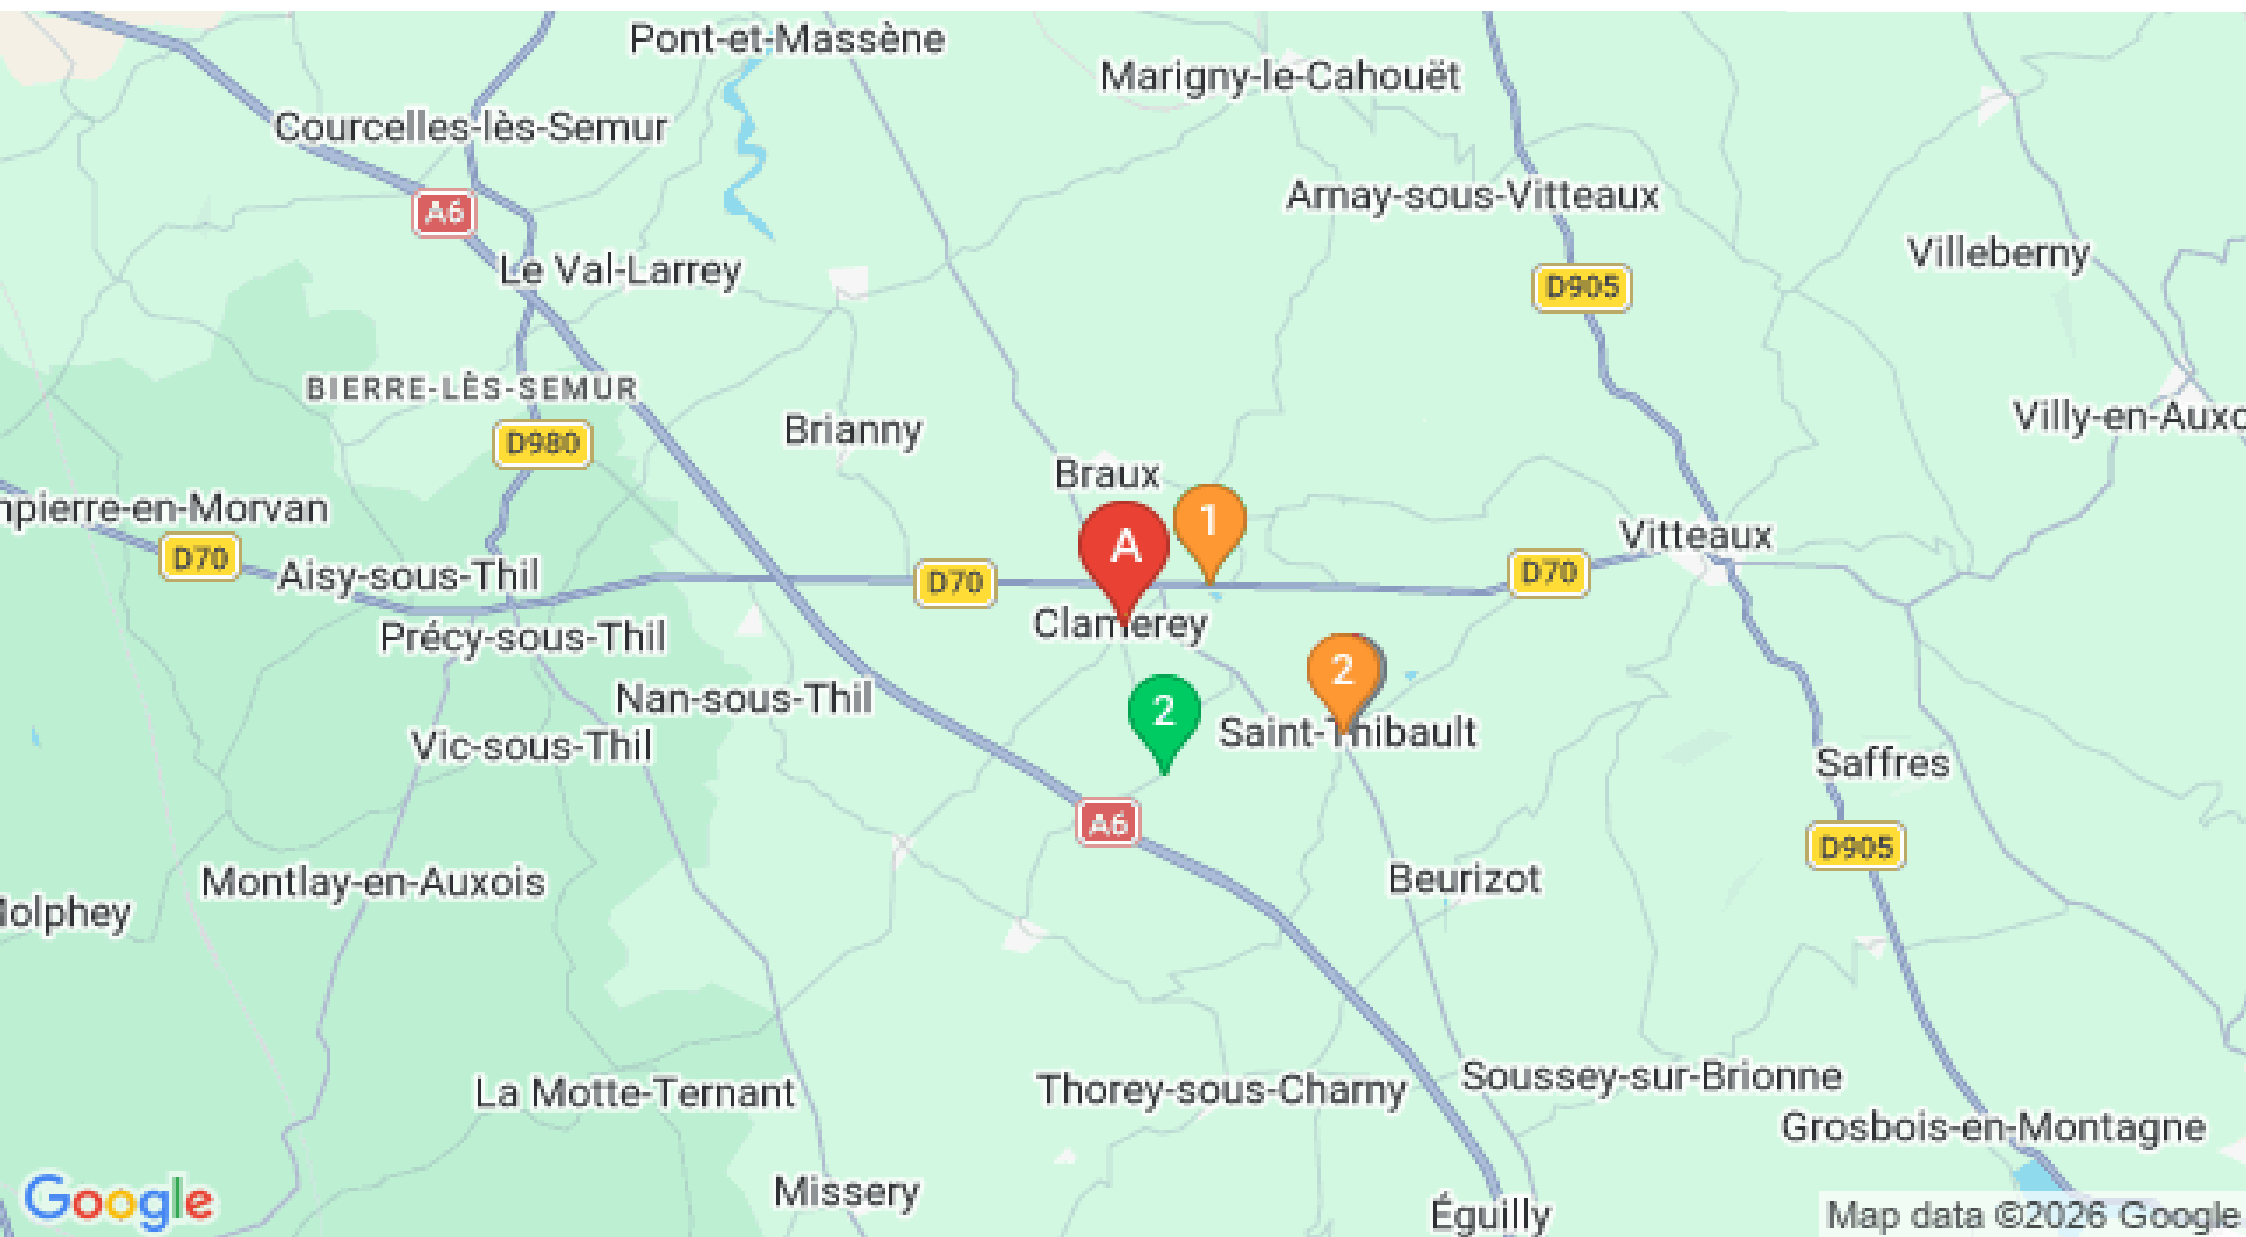 Pont-et-Massène
Marigny-le-Cahouët
Courcelles-lès-Semur
Arnay-sous-Vitteaux
A6
Villeberny
Le Val-Larrey
D905
BIERRE-LÈS-SEMUR
Villy-en-Auxo
Brianny
D980
Braux
npierre-en-Morvan
1
Vitteaux
A
D70
Aisy-sous-Thil
D70
D70
Clamerey
Précy-sous-Thil
2
Nan-sous-Thil
2
Saint-Thibault
Vic-sous-Thil
Saffres
A6
D905
Montlay-en-Auxois
Beurizot
olphey
Soussey-sur-Brionne
La Motte-Ternant
Thorey-sous-Charny
Grosbois-en-Montagne
Missery
Google
Éguilly
Map data ©2026 Google